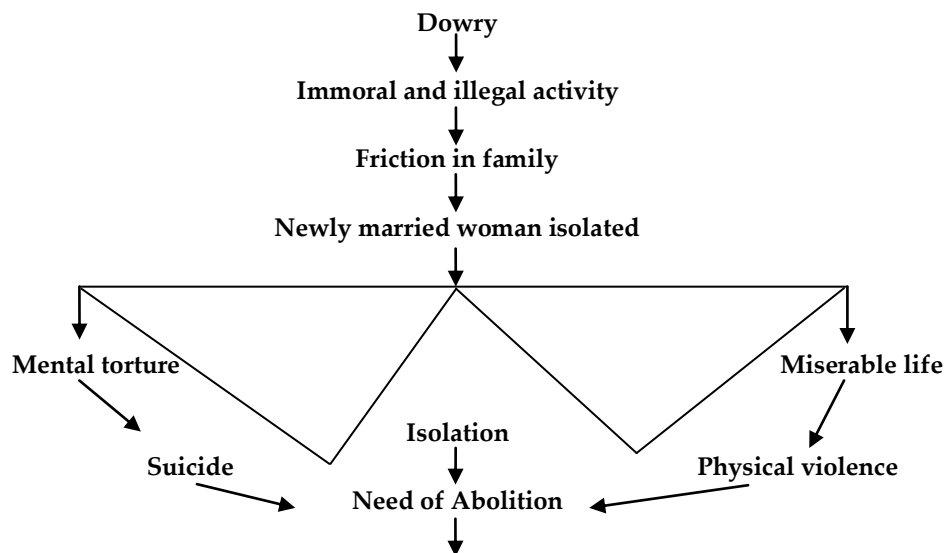 Dowry
Immoral and illegal activity
Friction in family
Newly married woman isolated
Mental torture
Miserable life
Isolation
Suicide
Physical violence
Need of Abolition